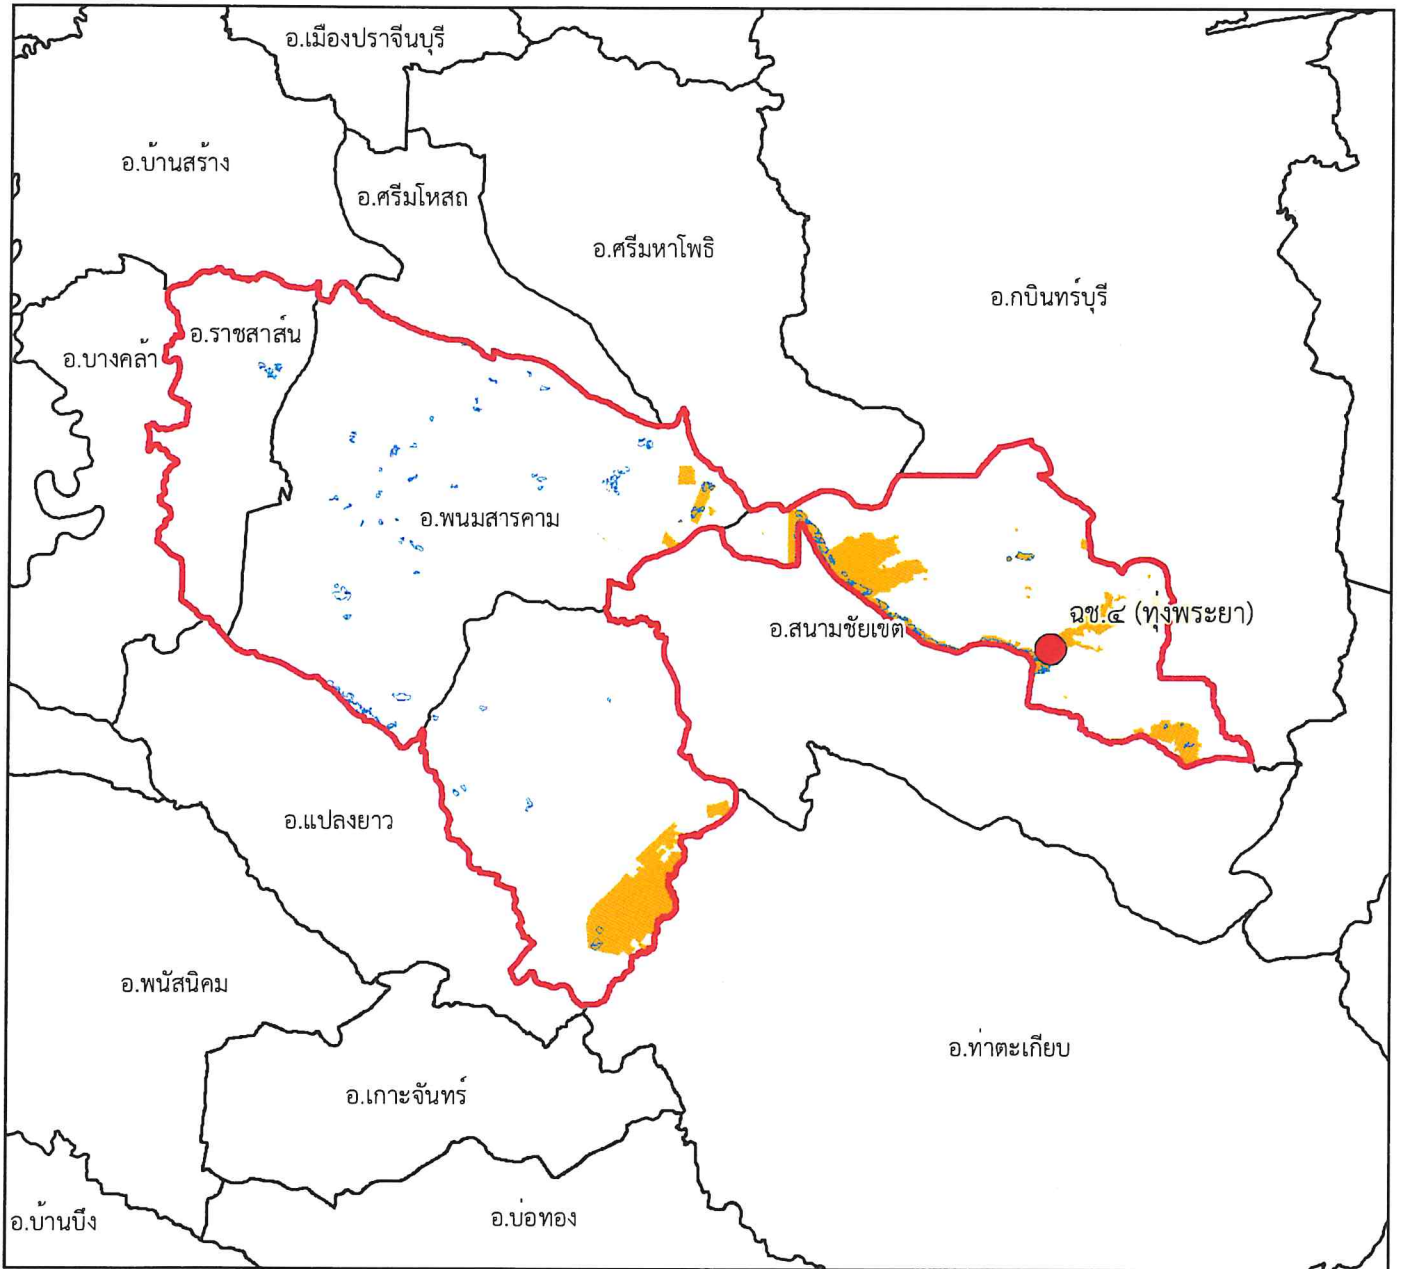 อ.เมืองปราจีนบุรี
อ.บ้านสร้าง
อ.ศรีมโหสถ
อ.ศรีมหาโพธิ
อ.กบินทร์บุรี
อ.ราชสาส์น
อ.บางคล้า
อ.พนมสารคาม
ฉช.๔ (ทุ่งพระยา)
อ.สนามชัยเขต
อ.แปลงยาว
อ.พนัสนิคม
อ.ท่าตะเกียบ
อ.เกาะจันทร์
อ.บ้านบึง
อ.บ่อทอง